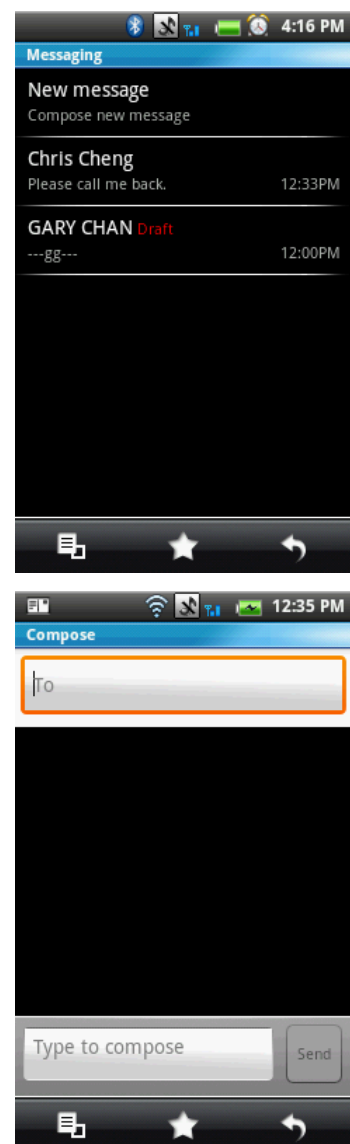 4:16 PM
Messaging
New message
Compose new message
Chris Cheng
Please call me back. 12:33PM
GARY CHAN Draft
---gg--- 12:00PM
12:35 PM
Compose
To
Type to compose
Send